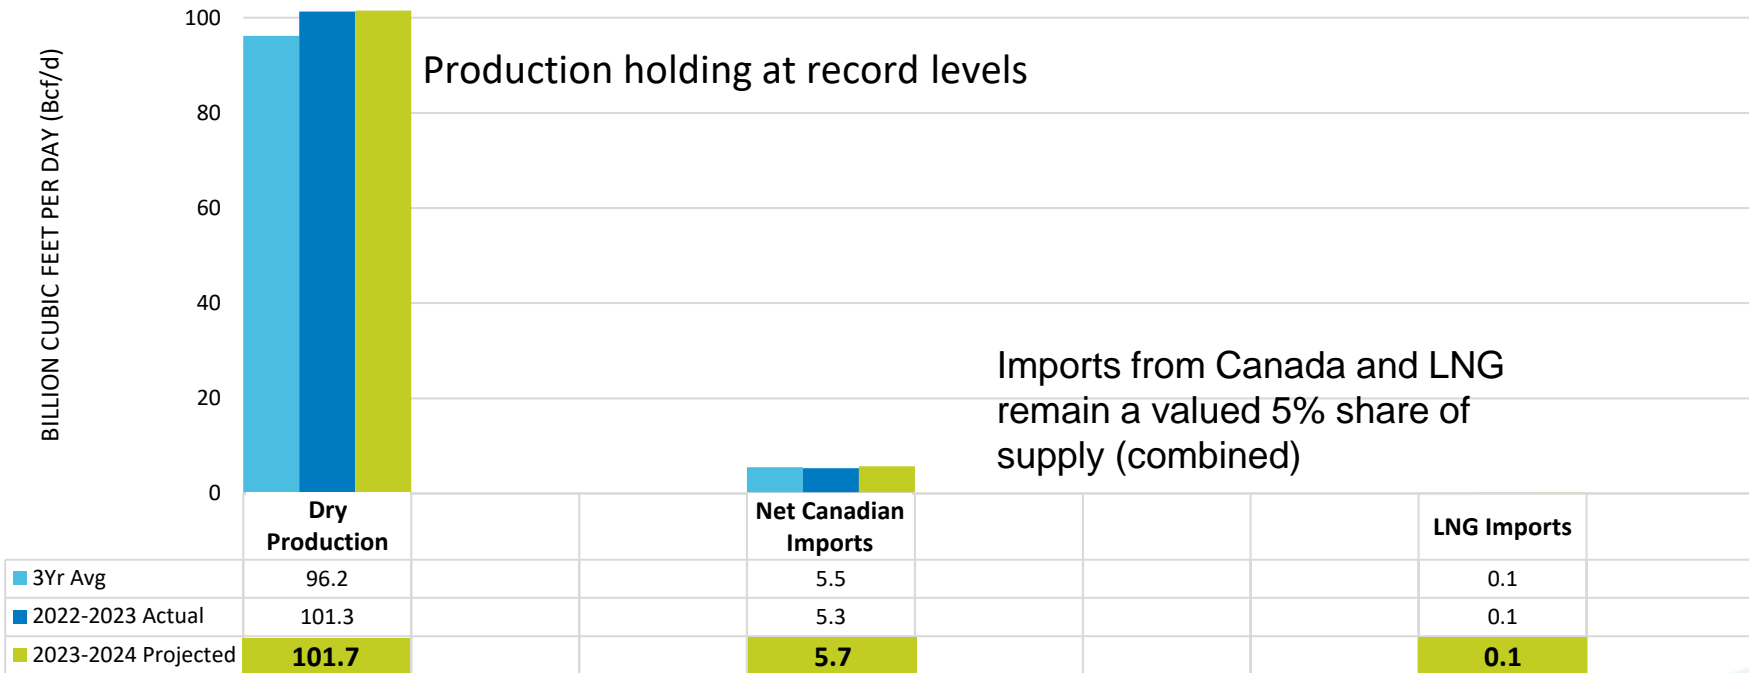 BILLION CUBIC FEET PER DAY (Bcf/d)
100
80
60
40
20
0
Production holding at record levels
Imports from Canada and LNG
remain a valued 5% share of
supply (combined)
Dry
Production
Net Canadian
Imports
LNG Imports
3Yr Avg 96.2 5.5 0.1
2022-2023 Actual 101.3 5.3 0.1
2023-2024 Projected 101.7 5.7 0.1